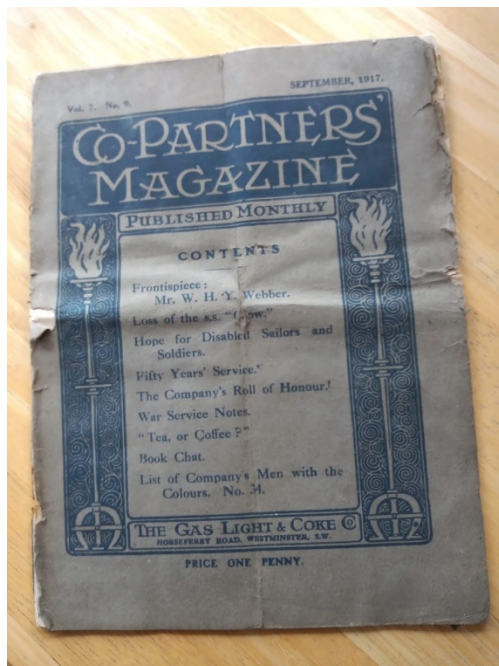 Vol. 7. No. 9.
SEPTEMBER, 1917.
CO-PARTNERS'
MAGAZINE
PUBLISHED MONTHLY
CONTENTS
Frontispiece:
Mr. W. H. Y. Webber.
Loss of the s.s.
Hope for Disabled Sailors and
Soldiers.
Fifty Years' Service.
The Company's Roll of Honour.
War Service Notes.
"Tea, or Coffee?"
Book Chat.
List of Company's Men with the
Colours. No. 34.
THE GAS LIGHT & COKE Co
HORSEFERRY ROAD, WESTMINSTER, S.W.
PRICE ONE PENNY.